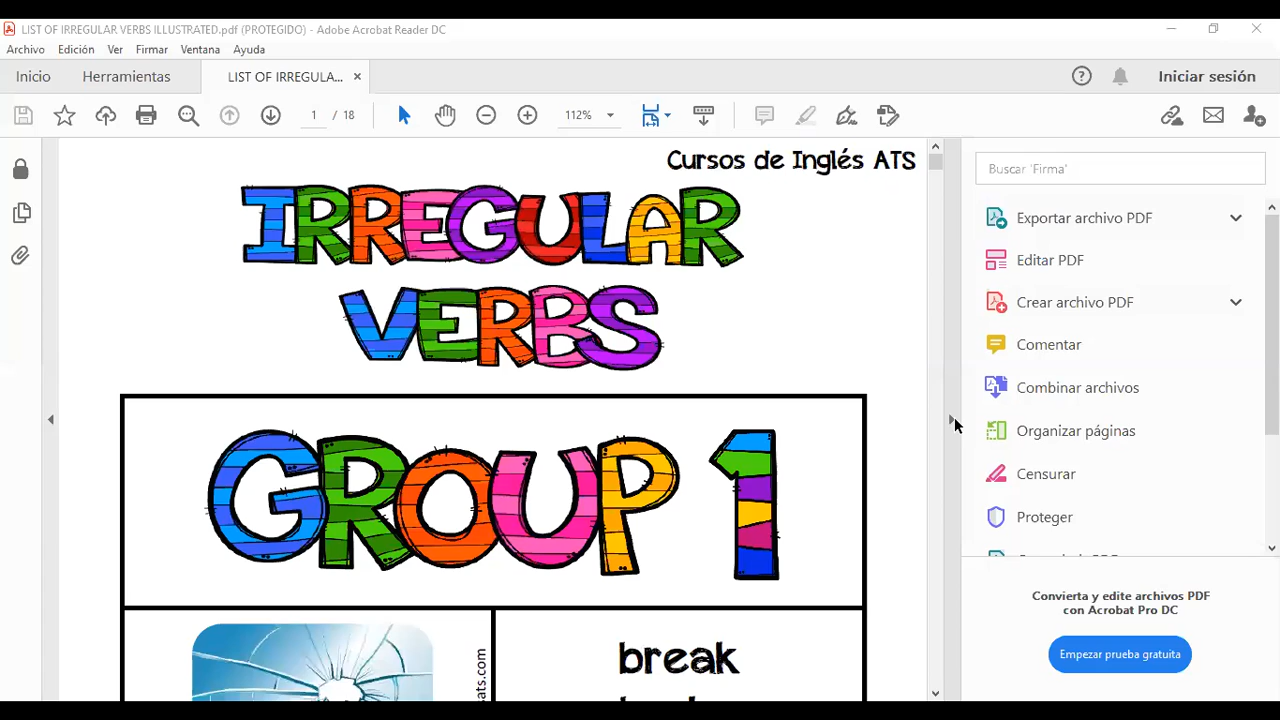 LIST OF IRREGULAR VERBS ILLUSTRATED.pdf (PROTEGIDO) - Adobe Acrobat Reader DC
Archivo Edición Ver Firmar Ventana Ayuda
Inicio Herramientas LIST OF IRREGULA... × Iniciar sesión
1 / 18 112%
Cursos de Inglés ATS
IRREGULAR
VERBS
GROUP 1
ats.com
break
Buscar 'Firma'
Exportar archivo PDF
Editar PDF
Crear archivo PDF
Comentar
Combinar archivos
Organizar páginas
Censurar
Proteger
Convierta y edite archivos PDF
con Acrobat Pro DC
Empezar prueba gratuita